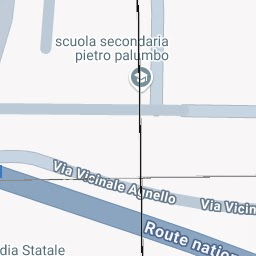 scuola secondaria
pietro palumbo
Via Vicinale Agnello
Via Vicin
Route nation
dia Statale